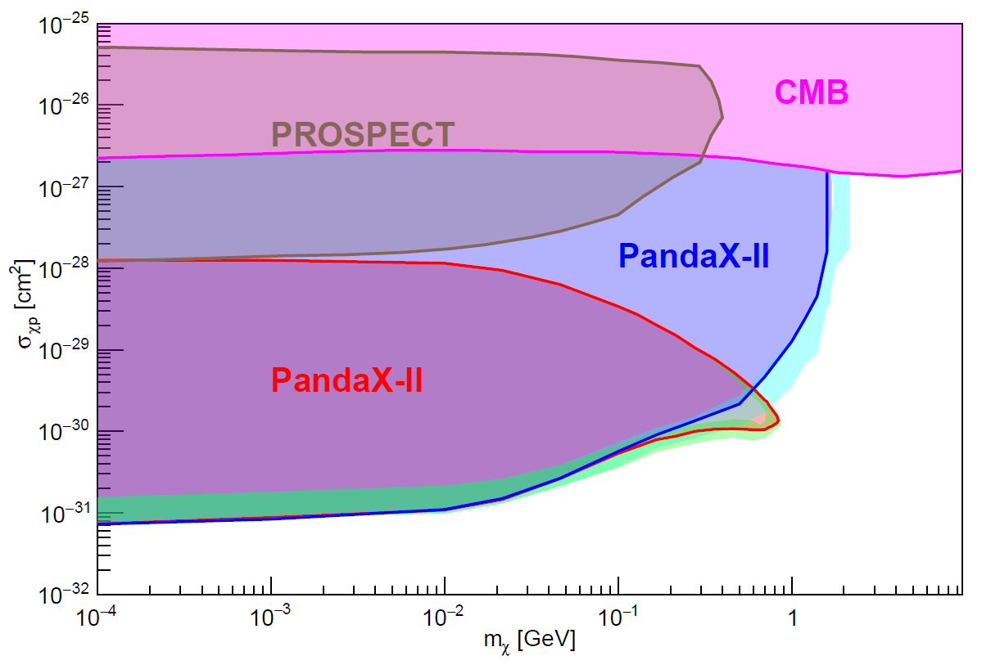 10⁻²⁵
10⁻²⁶
10⁻²⁷
10⁻²⁸
10⁻²⁹
10⁻³⁰
10⁻³¹
10⁻³²
σχp [cm²]
CMB
PROSPECT
PandaX-II
PandaX-II
10⁻⁴ 10⁻³ 10⁻² 10⁻¹ 1
mχ [GeV]